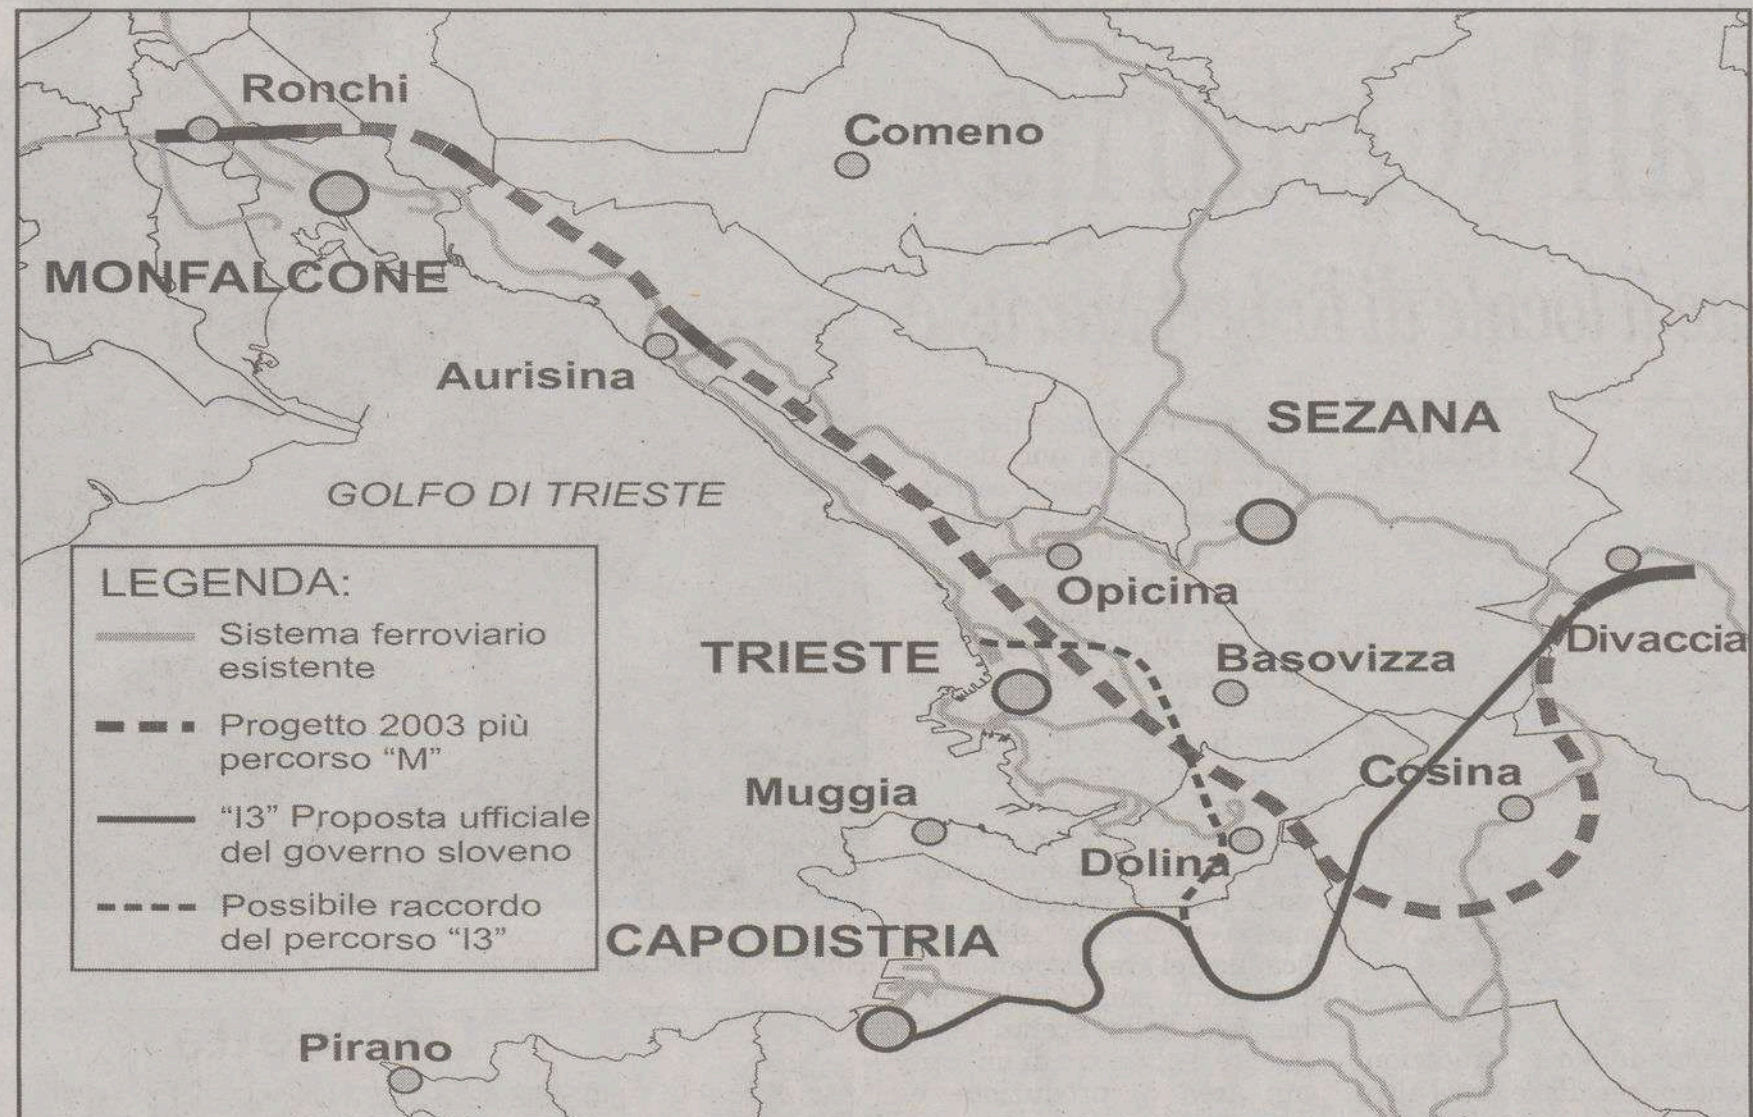 Ronchi
Comeno
MONFALCONE
Aurisina
SEZANA
GOLFO DI TRIESTE
Opicina
LEGENDA:
Sistema ferroviario
esistente
Progetto 2003 più
percorso “M”
“I3” Proposta ufficiale
del governo sloveno
Possibile raccordo
del percorso “I3”
TRIESTE
Basovizza
Divaccia
Muggia
Cosina
Dolina
CAPODISTRIA
Pirano